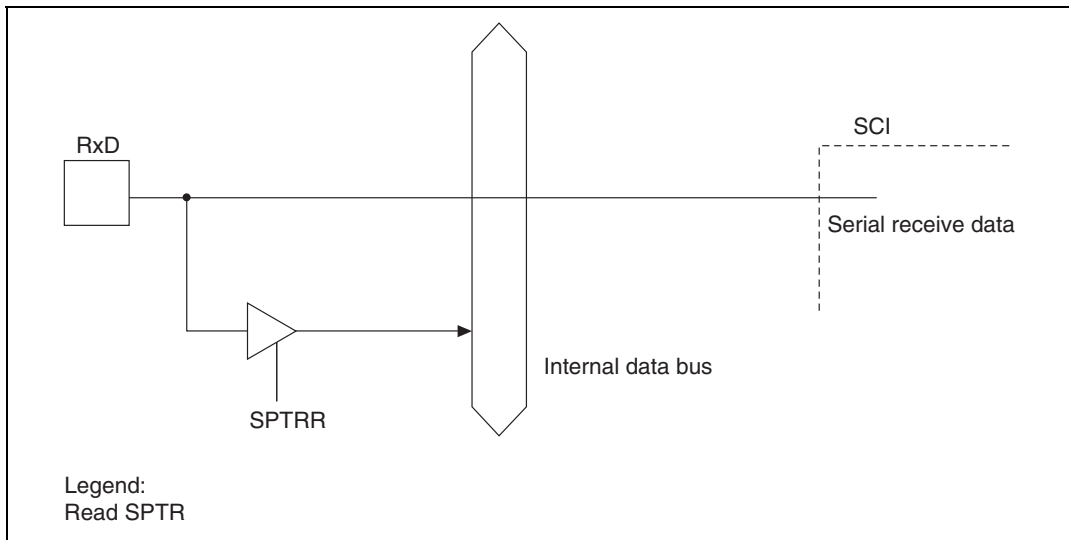 RxD
SCI
Serial receive data
Internal data bus
SPTRR
Legend:
Read SPTR